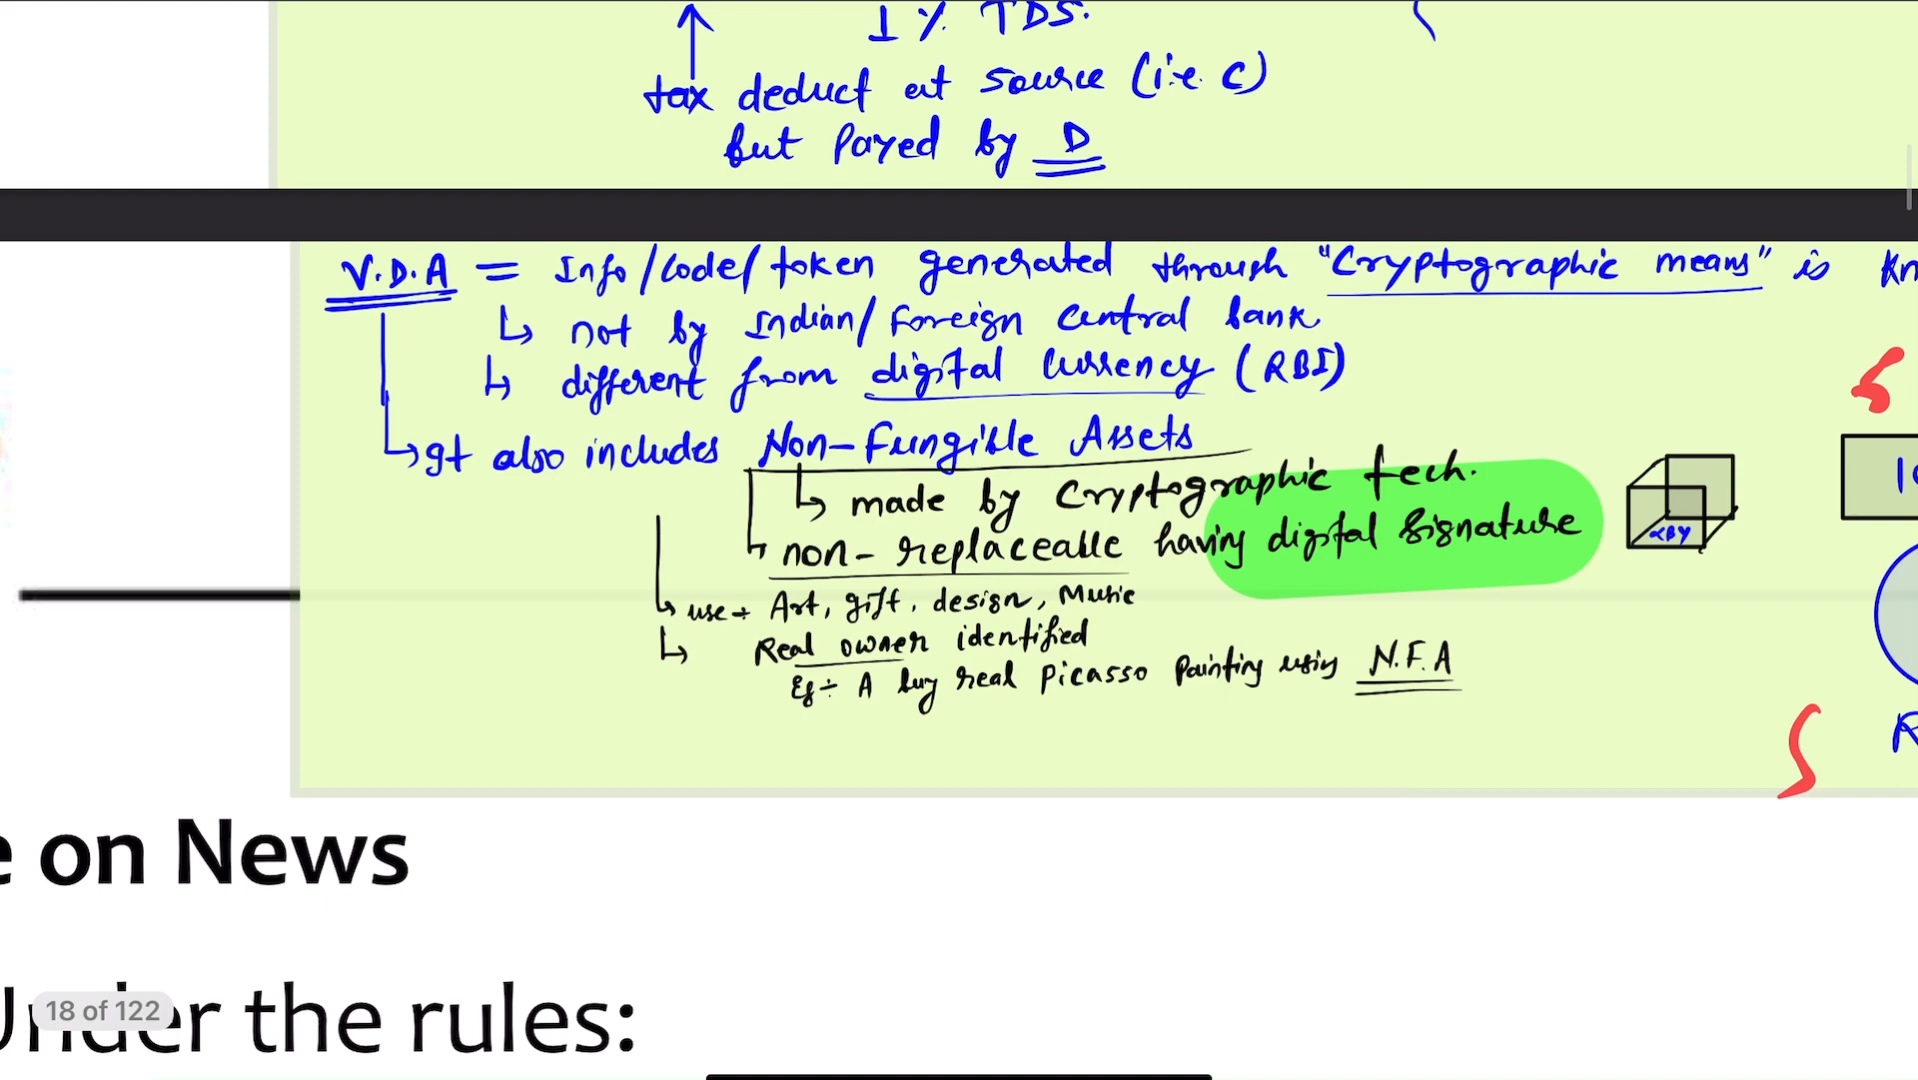 1 % TDS.
tax deduct at source (i.e. C)
but Payed by D
V.D.A = Info/Code/token generated through "Cryptographic means" is Kn
↳ not by Indian/Foreign Central bank
↳ different from digital Currency (RBI)
↳ It also includes Non-Fungible Assets
↳ made by Cryptographic tech.
↳ non-replaceable having digital Signature
αBY
↳ use ÷ Art, gift, design, Music
↳ Real owner identified
Eg ÷ A buy real Picasso Painting using N.F.A
e on News
18 of 122
Under the rules: